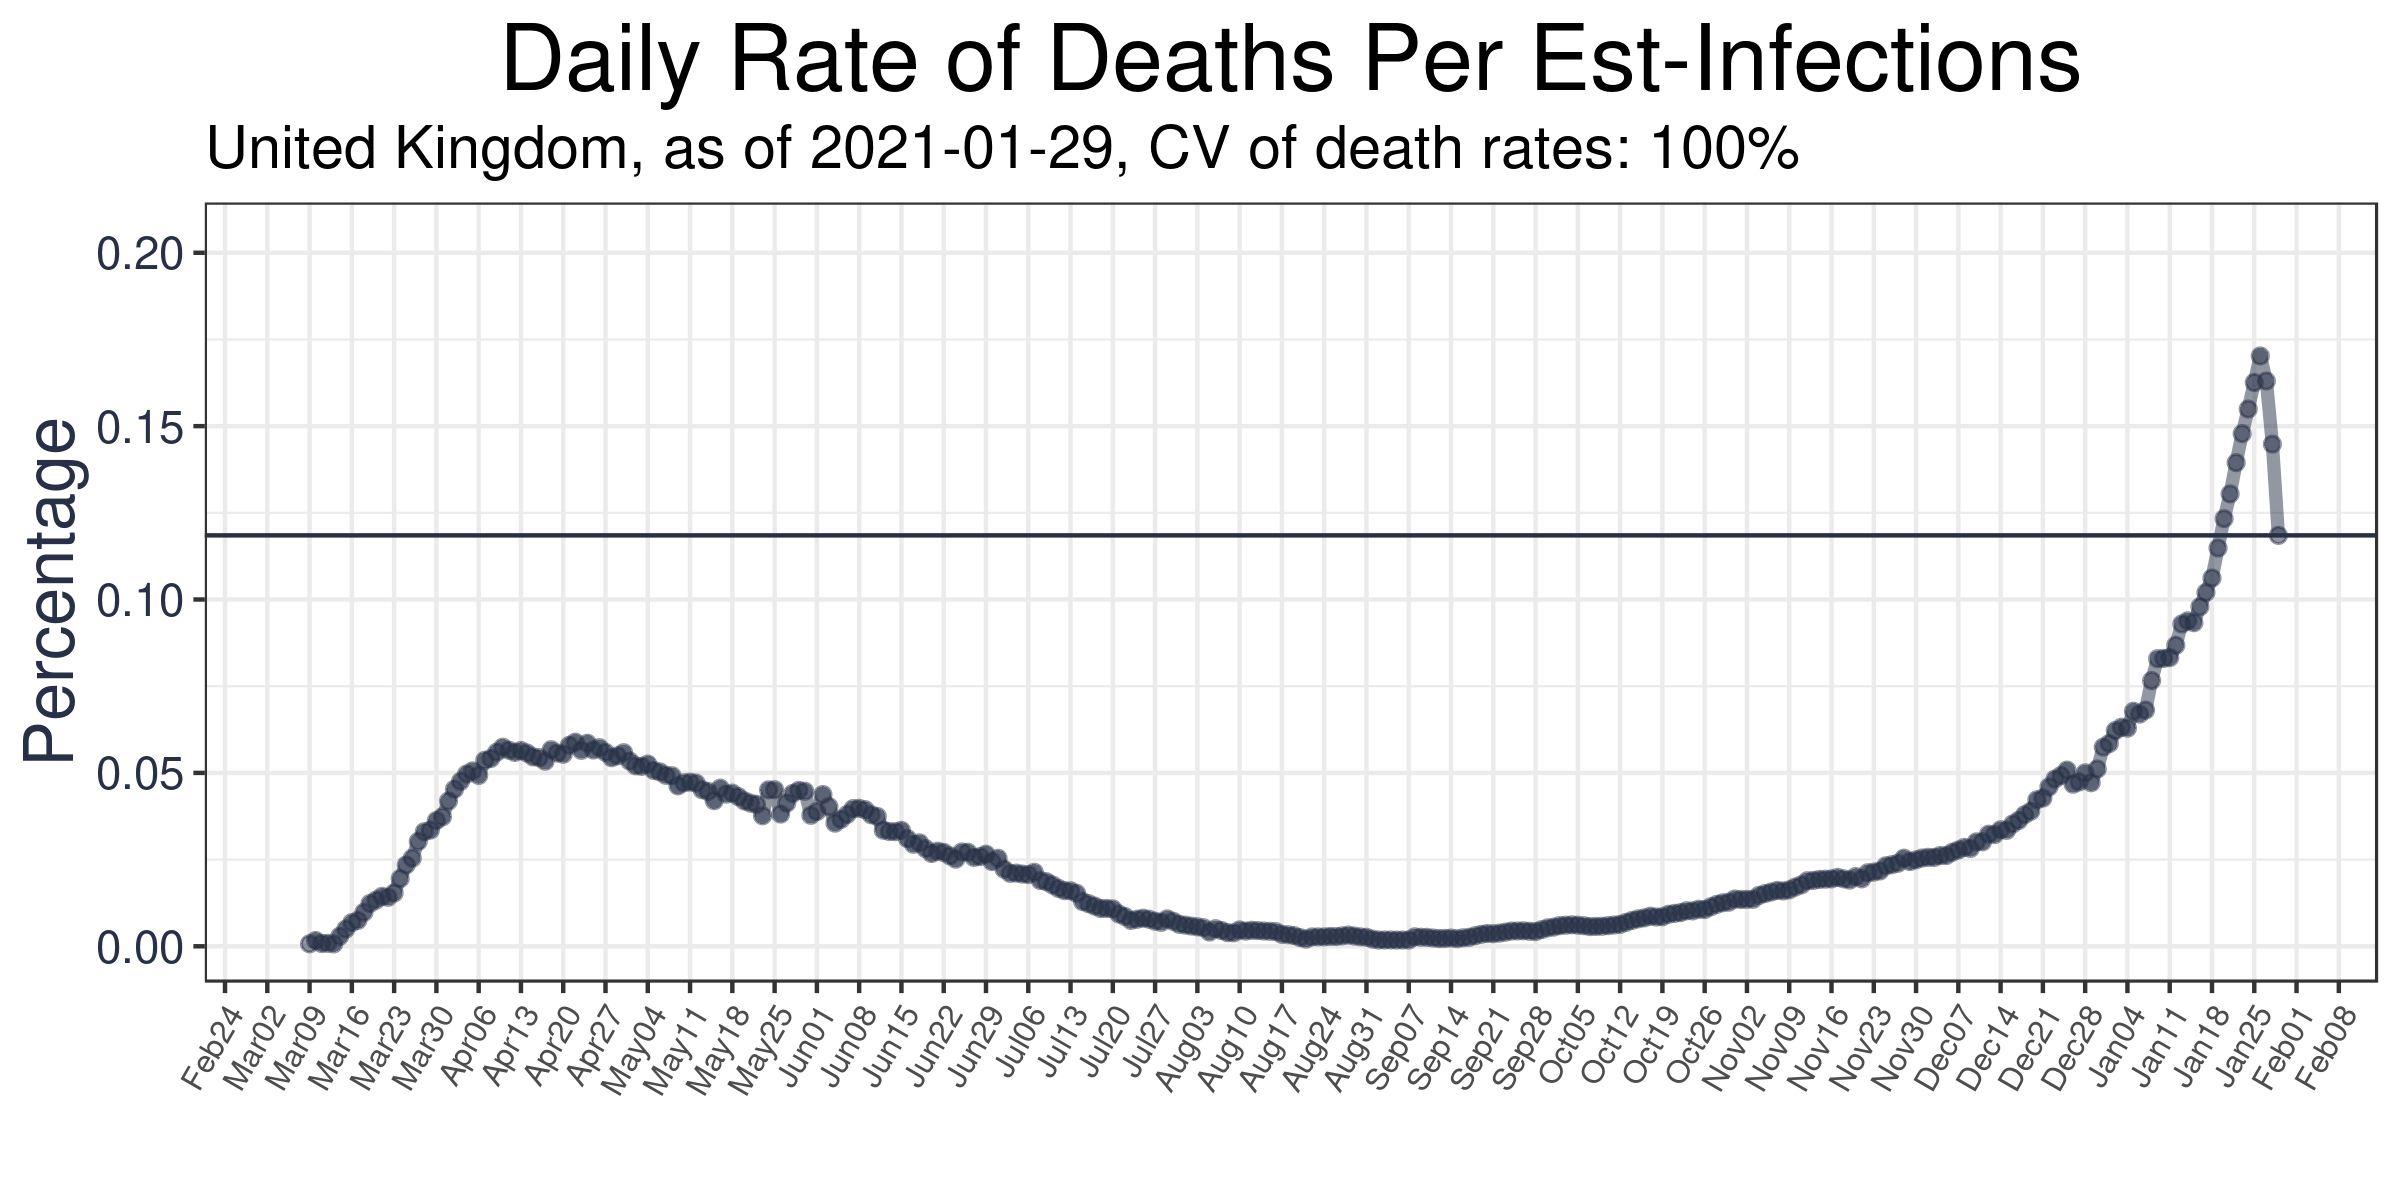 Daily Rate of Deaths Per Est-Infections
United Kingdom, as of 2021-01-29, CV of death rates: 100%
Percentage
0.20
0.15
0.10
0.05
0.00
Feb24
Mar02
Mar09
Mar16
Mar23
Mar30
Apr06
Apr13
Apr20
Apr27
May04
May11
May18
May25
Jun01
Jun08
Jun15
Jun22
Jun29
Jul06
Jul13
Jul20
Jul27
Aug03
Aug10
Aug17
Aug24
Aug31
Sep07
Sep14
Sep21
Sep28
Oct05
Oct12
Oct19
Oct26
Nov02
Nov09
Nov16
Nov23
Nov30
Dec07
Dec14
Dec21
Dec28
Jan04
Jan11
Jan18
Jan25
Feb01
Feb08